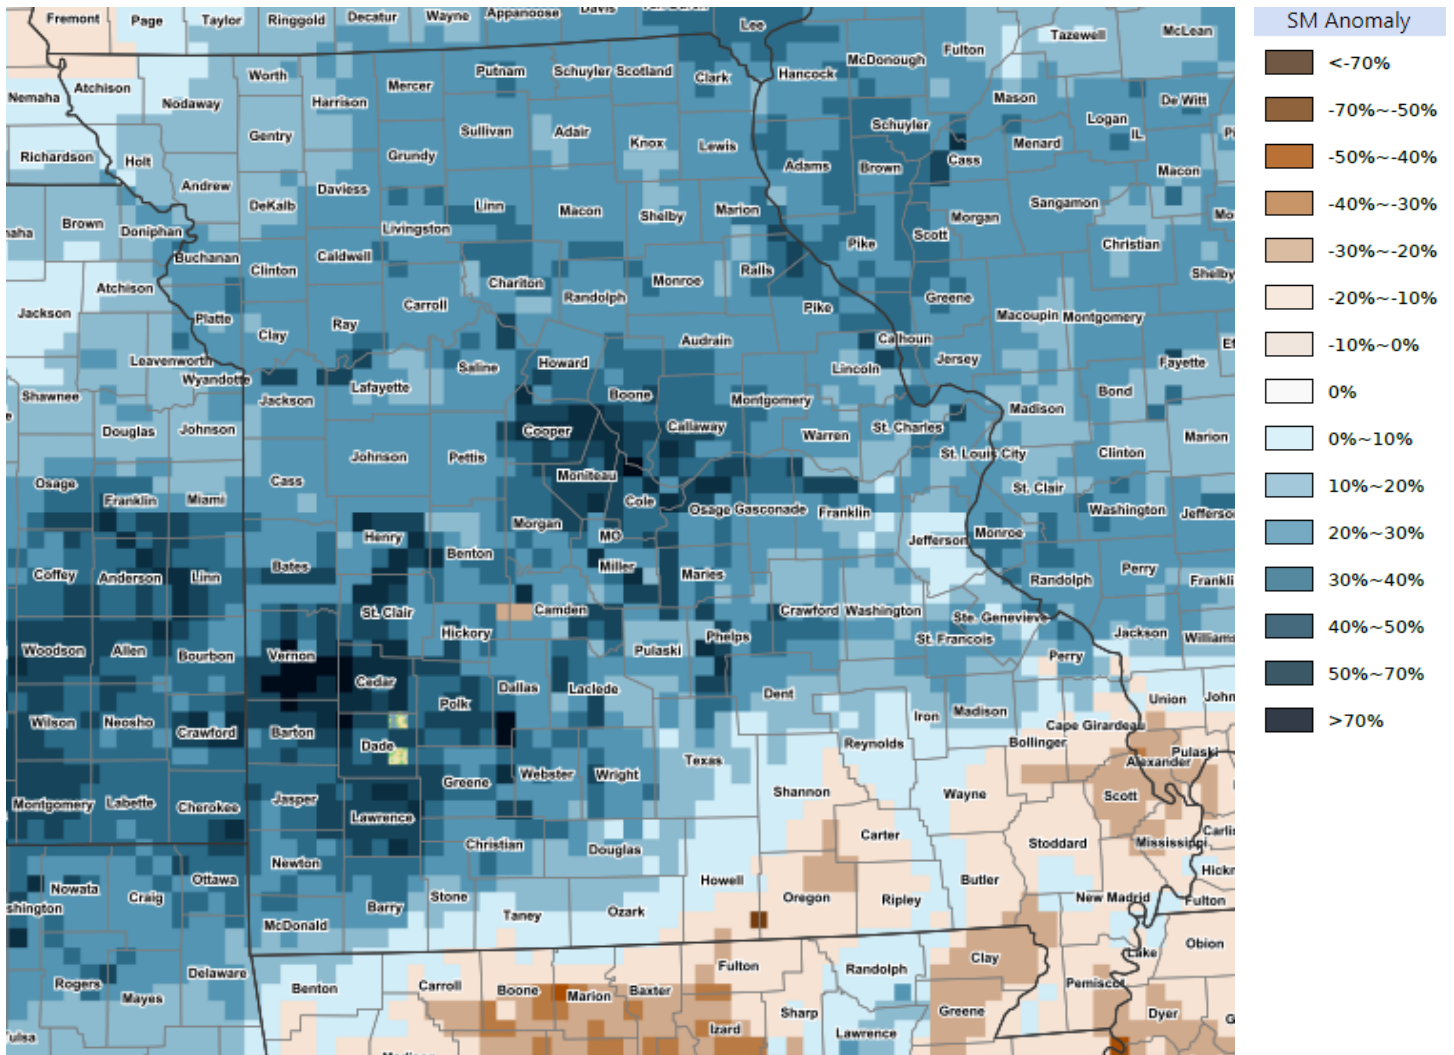 Fremont Page Taylor Ringgold Decatur Wayne Appanoose Davis Lee
Tazewell McLean
Fulton
McDonough
Worth Putnam Schuyler Scotland Clark Hancock
Atchison Mercer
Nemaha Nodaway Harrison Mason De Witt
Logan
Gentry Sullivan Adair Knox Lewis Schuyler Menard IL
Richardson Holt Grundy Adams Brown Cass Macon
Andrew Daviess
DeKalb Linn Macon Shelby Marion Morgan Sangamon
Brown Doniphan Livingston Pike Scott Christian
Buchanan Clinton Caldwell Chariton Monroe Ralls Shelby
Atchison Carroll Randolph Pike Greene
Jackson Platte Clay Ray Macoupin Montgomery
Audrain Calhoun
Leavenworth Saline Howard Lincoln Jersey Fayette
Wyandotte Lafayette
Shawnee Jackson Boone Montgomery Madison Bond
Douglas Johnson Cooper Callaway Warren St. Charles Marion
Johnson Pettis St. Louis City Clinton
Osage Cass Moniteau St. Clair
Franklin Miami Cole Osage Gasconade Franklin Washington Jefferson
Henry Morgan MO Jefferson Monroe
Benton
Coffey Anderson Linn Bates Miller Maries Randolph Perry
St. Clair Camden Crawford Washington Ste. Genevieve
Hickory Phelps St. Francois Jackson
Woodson Allen Bourbon Vernon Pulaski Perry
Cedar Dallas Laclede Dent Union
Polk Iron Madison
Wilson Neosho Crawford Barton Cape Girardeau
Dade Reynolds Bollinger Pulaski
Texas Alexander
Greene Webster Wright
Montgomery Labette Cherokee Jasper Shannon Wayne Scott
Lawrence
Christian Douglas Carter Stoddard Mississippi
Newton
Nowata Craig Ottawa Howell Oregon Ripley Butler New Madrid Fulton
Barry Stone Taney Ozark
McDonald
Lake Obion
Rogers Mayes Delaware Benton Carroll Boone Marion Baxter Fulton Randolph Clay Pemiscot
Sharp Greene Dyer
Izard Lawrence
SM Anomaly
<-70%
-70%~-50%
-50%~-40%
-40%~-30%
-30%~-20%
-20%~-10%
-10%~0%
0%
0%~10%
10%~20%
20%~30%
30%~40%
40%~50%
50%~70%
>70%